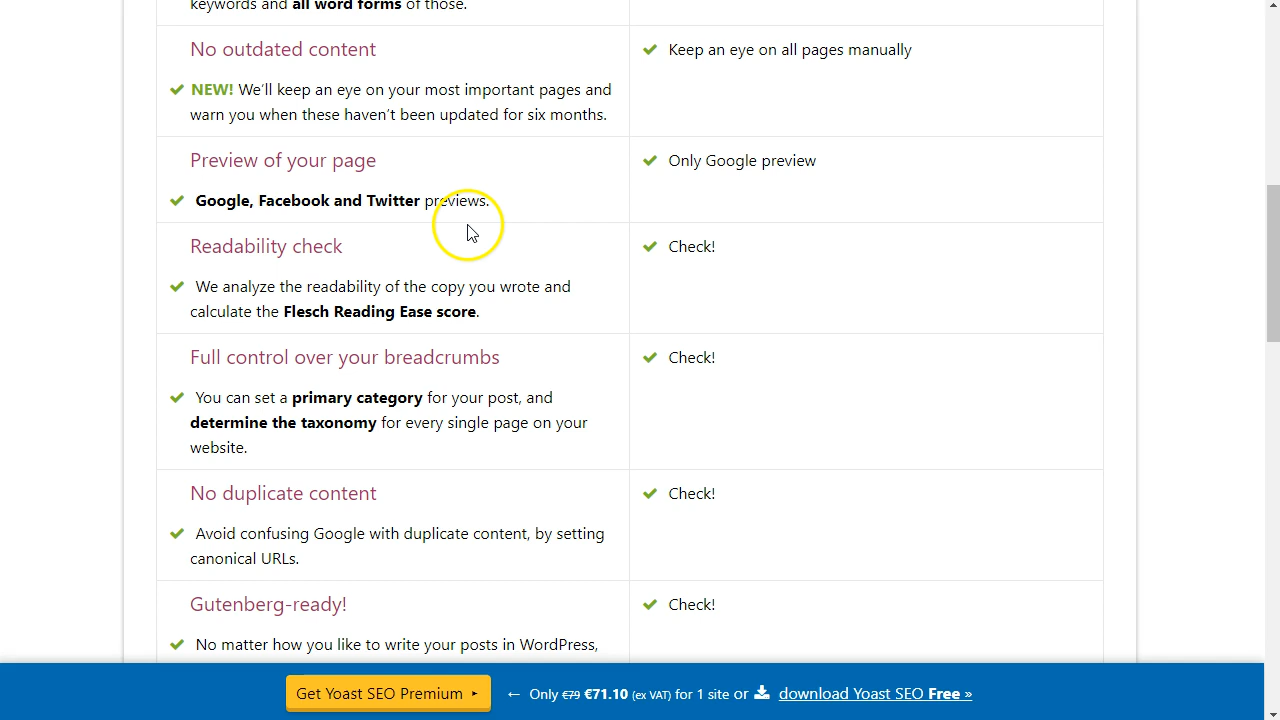 keywords and all word forms of those.
No outdated content
Keep an eye on all pages manually
NEW! We'll keep an eye on your most important pages and
warn you when these haven't been updated for six months.
Preview of your page
Only Google preview
Google, Facebook and Twitter previews.
Readability check
Check!
We analyze the readability of the copy you wrote and
calculate the Flesch Reading Ease score.
Full control over your breadcrumbs
Check!
You can set a primary category for your post, and
determine the taxonomy for every single page on your
website.
No duplicate content
Check!
Avoid confusing Google with duplicate content, by setting
canonical URLs.
Gutenberg-ready!
Check!
No matter how you like to write your posts in WordPress,
Get Yoast SEO Premium ▸ ← Only €79 €71.10 (ex VAT) for 1 site or download Yoast SEO Free »